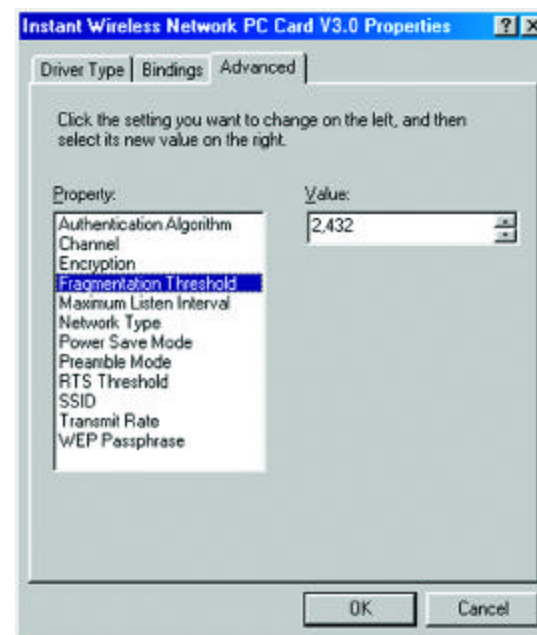 Instant Wireless Network PC Card V3.0 Properties
Driver Type
Bindings
Advanced
Click the setting you want to change on the left, and then
select its new value on the right.
Property:
Value:
Authentication Algorithm
Channel
Encryption
Fragmentation Threshold
Maximum Listen Interval
Network Type
Power Save Mode
Preamble Mode
RTS Threshold
SSID
Transmit Rate
WEP Passphrase
2,432
OK
Cancel